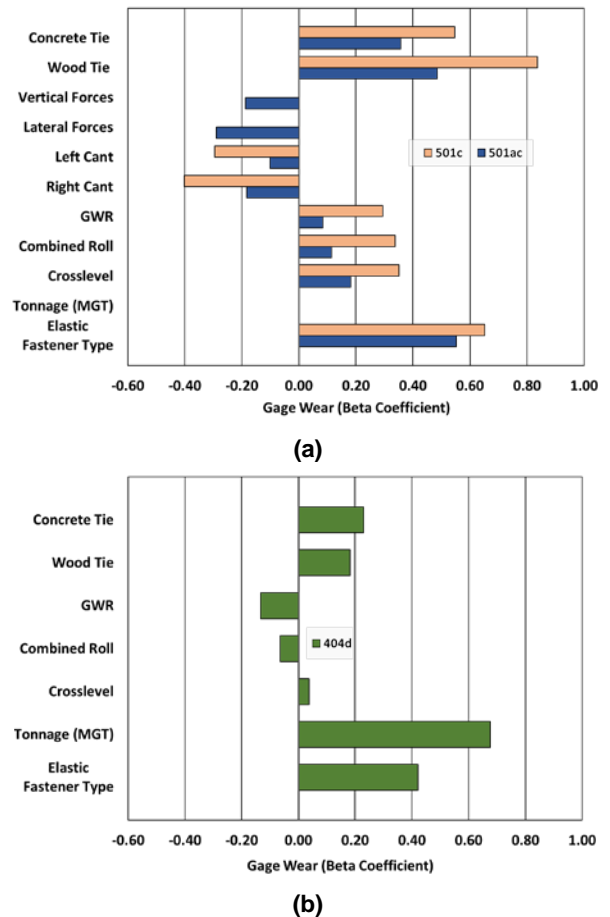 Concrete Tie
Wood Tie
Vertical Forces
Lateral Forces
Left Cant
Right Cant
GWR
Combined Roll
Crosslevel
Tonnage (MGT)
Elastic
Fastener Type
501c 501ac
-0.60 -0.40 -0.20 0.00 0.20 0.40 0.60 0.80 1.00
Gage Wear (Beta Coefficient)
(a)
Concrete Tie
Wood Tie
GWR
Combined Roll
Crosslevel
Tonnage (MGT)
Elastic
Fastener Type
404d
-0.60 -0.40 -0.20 0.00 0.20 0.40 0.60 0.80 1.00
Gage Wear (Beta Coefficient)
(b)